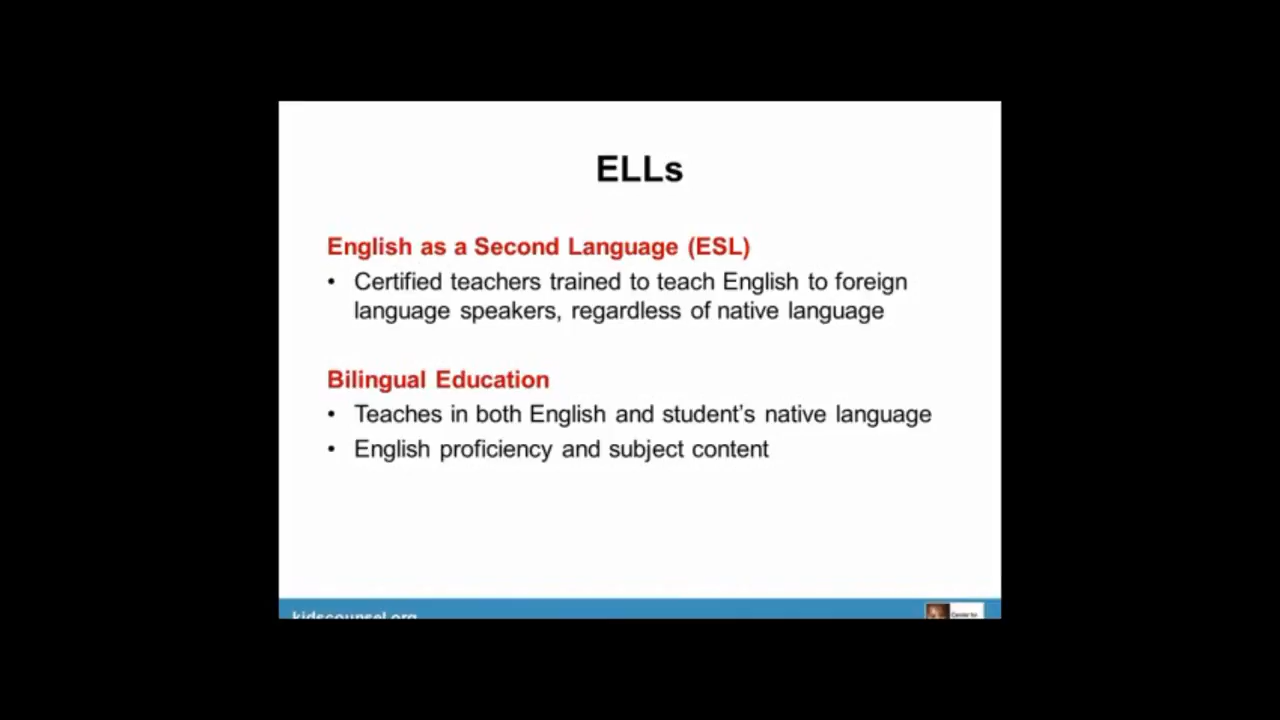 ELLs
English as a Second Language (ESL)
• Certified teachers trained to teach English to foreign
language speakers, regardless of native language
Bilingual Education
• Teaches in both English and student's native language
• English proficiency and subject content
kidscounsel.org